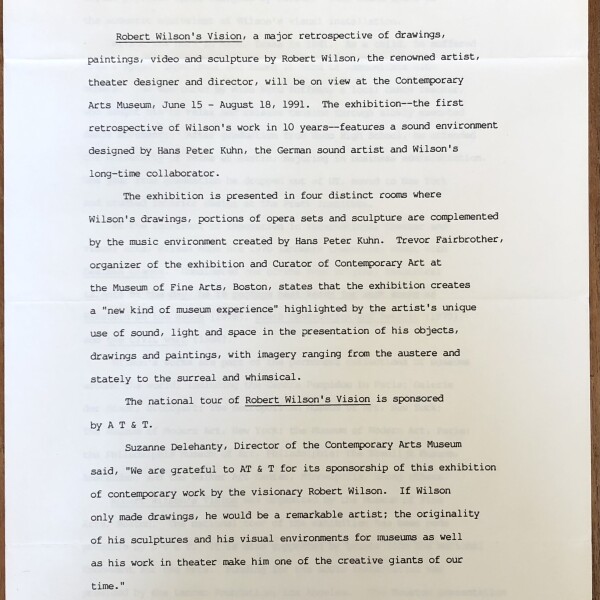 Robert Wilson's Vision, a major retrospective of drawings,
paintings, video and sculpture by Robert Wilson, the renowned artist,
theater designer and director, will be on view at the Contemporary
Arts Museum, June 15 - August 18, 1991.  The exhibition--the first
retrospective of Wilson's work in 10 years--features a sound environment
designed by Hans Peter Kuhn, the German sound artist and Wilson's
long-time collaborator.
The exhibition is presented in four distinct rooms where
Wilson's drawings, portions of opera sets and sculpture are complemented
by the music environment created by Hans Peter Kuhn.  Trevor Fairbrother,
organizer of the exhibition and Curator of Contemporary Art at
the Museum of Fine Arts, Boston, states that the exhibition creates
a "new kind of museum experience" highlighted by the artist's unique
use of sound, light and space in the presentation of his objects,
drawings and paintings, with imagery ranging from the austere and
stately to the surreal and whimsical.
The national tour of Robert Wilson's Vision is sponsored
by A T & T.
Suzanne Delehanty, Director of the Contemporary Arts Museum
said, "We are grateful to AT & T for its sponsorship of this exhibition
of contemporary work by the visionary Robert Wilson.  If Wilson
only made drawings, he would be a remarkable artist; the originality
of his sculptures and his visual environments for museums as well
as his work in theater make him one of the creative giants of our
time."